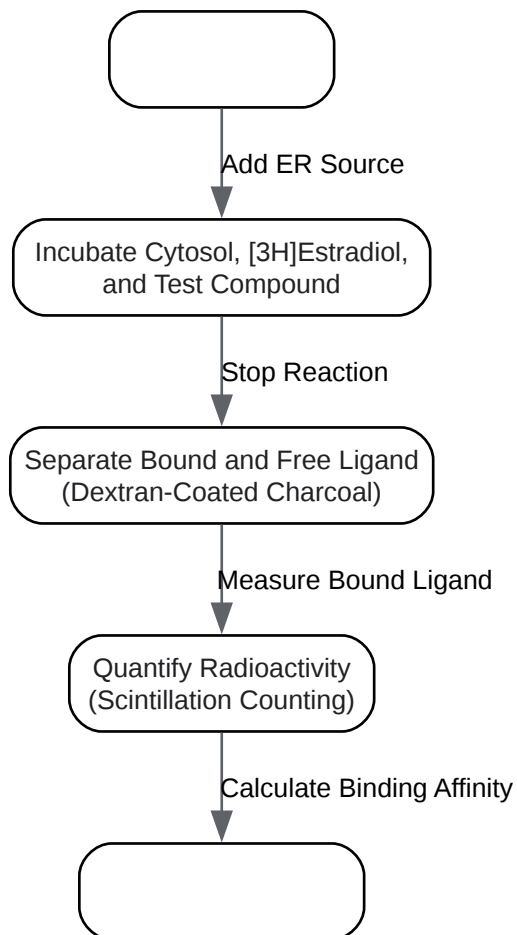 Add ER Source
Incubate Cytosol, [3H]Estradiol,
and Test Compound
Stop Reaction
Separate Bound and Free Ligand
(Dextran-Coated Charcoal)
Measure Bound Ligand
Quantify Radioactivity
(Scintillation Counting)
Calculate Binding Affinity